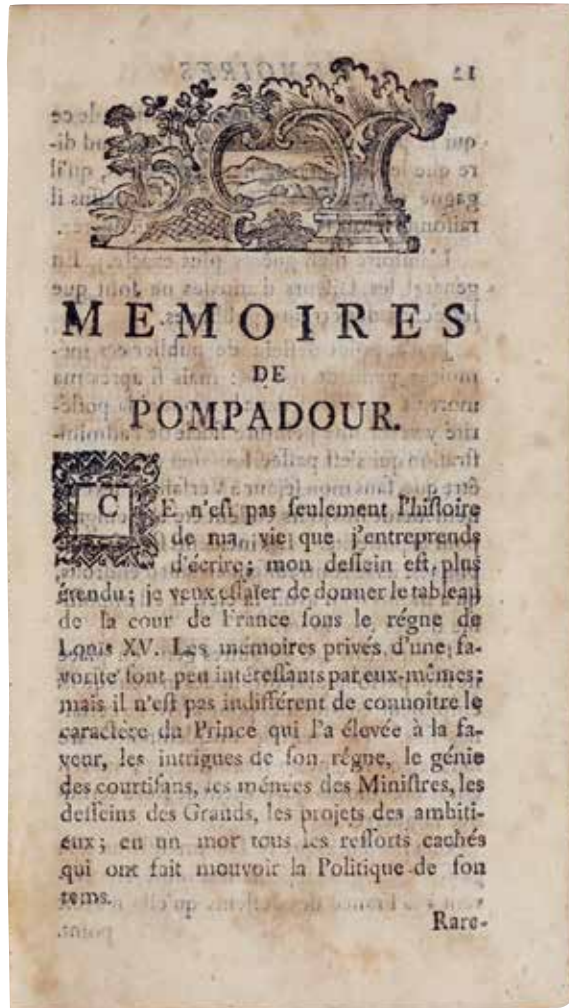 MEMOIRES
DE
POMPADOUR.
CE n'eſt pas ſeulement l'hiſtoire
de ma vie que j'entreprends
d'écrire; mon deſſein eſt plus
étendu; je veux eſſaïer de donner le tableau
de la cour de France ſous le régne de
Louis XV. Les mémoires privés d'une fa-
vorite ſont peu intéreſſants par eux-mêmes;
mais il n'eſt pas indifférent de connoître le
caractere du Prince qui l'a élevée à la fa-
veur, les intrigues de ſon régne, le génie
des courtiſans, les menées des Miniſtres, les
deſſeins des Grands, les projets des ambiti-
eux; en un mot tous les reſſorts cachés
qui ont fait mouvoir la Politique de ſon
tems.
Rare-